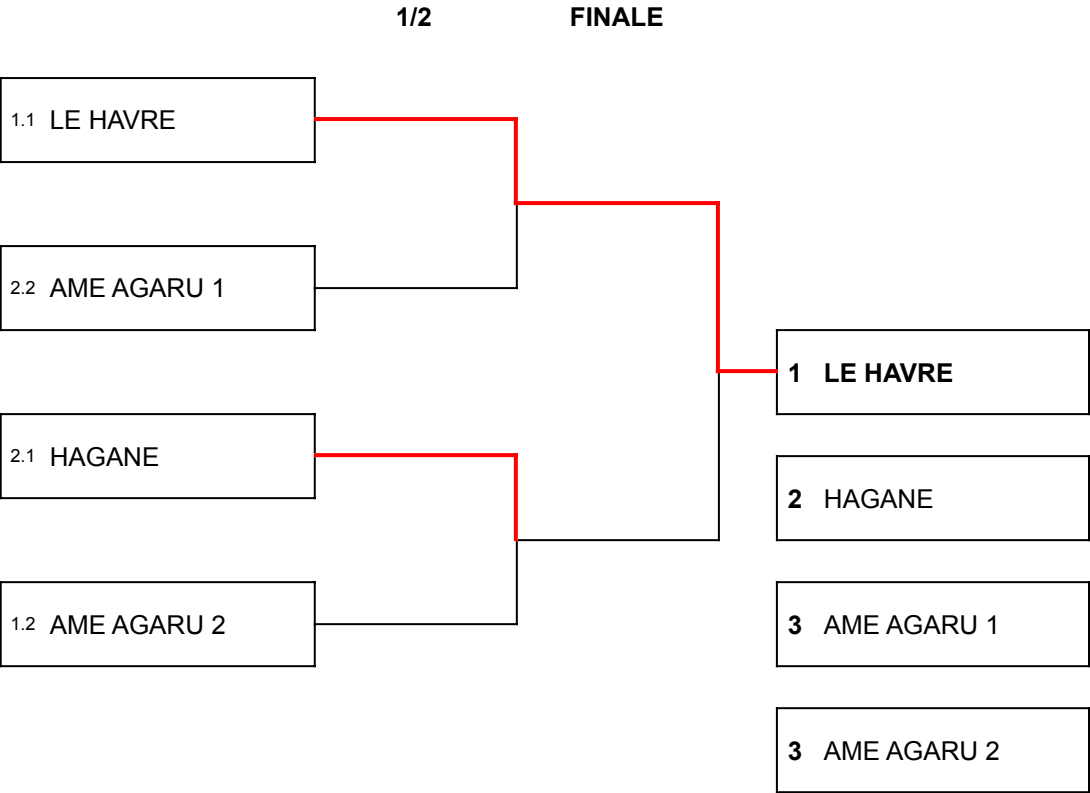 1/2 FINALE
1.1 LE HAVRE
2.2 AME AGARU 1
1 LE HAVRE
2.1 HAGANE
2 HAGANE
1.2 AME AGARU 2
3 AME AGARU 1
3 AME AGARU 2